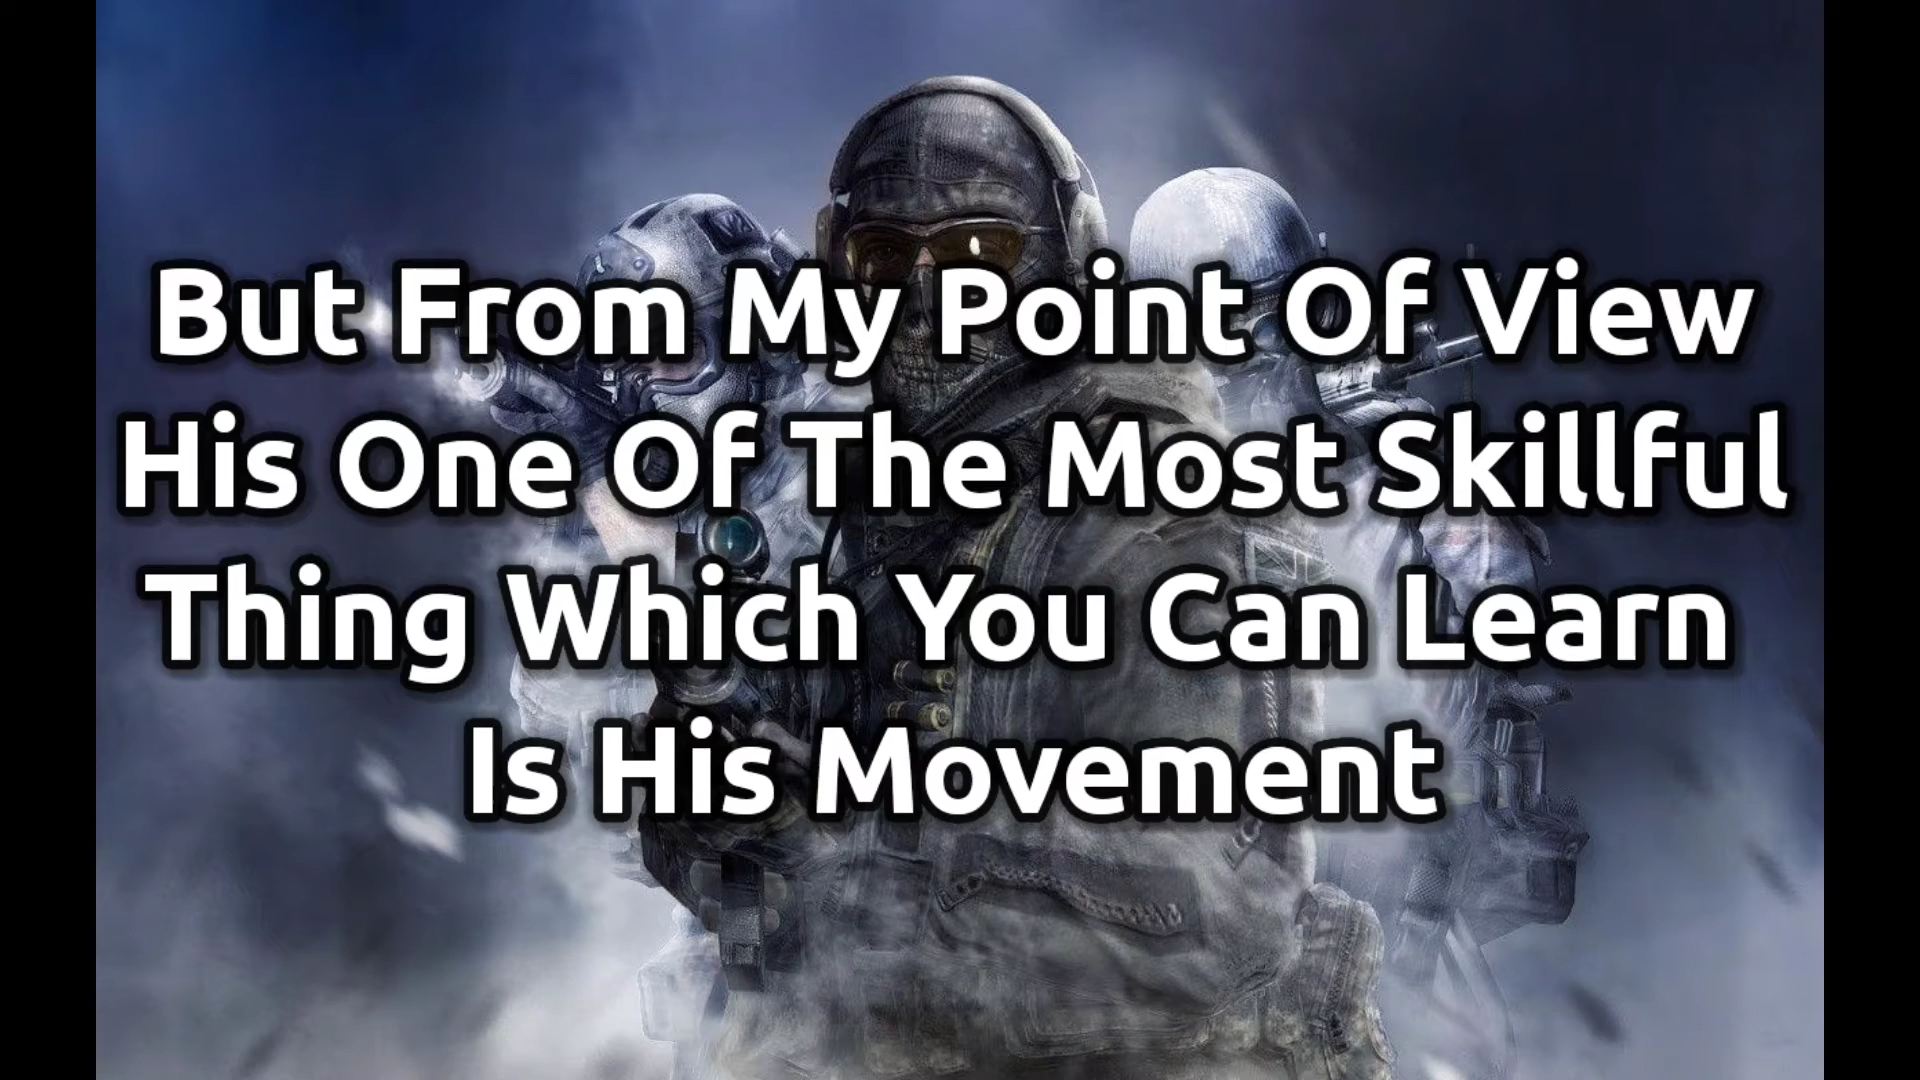 But From My Point Of View
His One Of The Most Skillful
Thing Which You Can Learn
Is His Movement